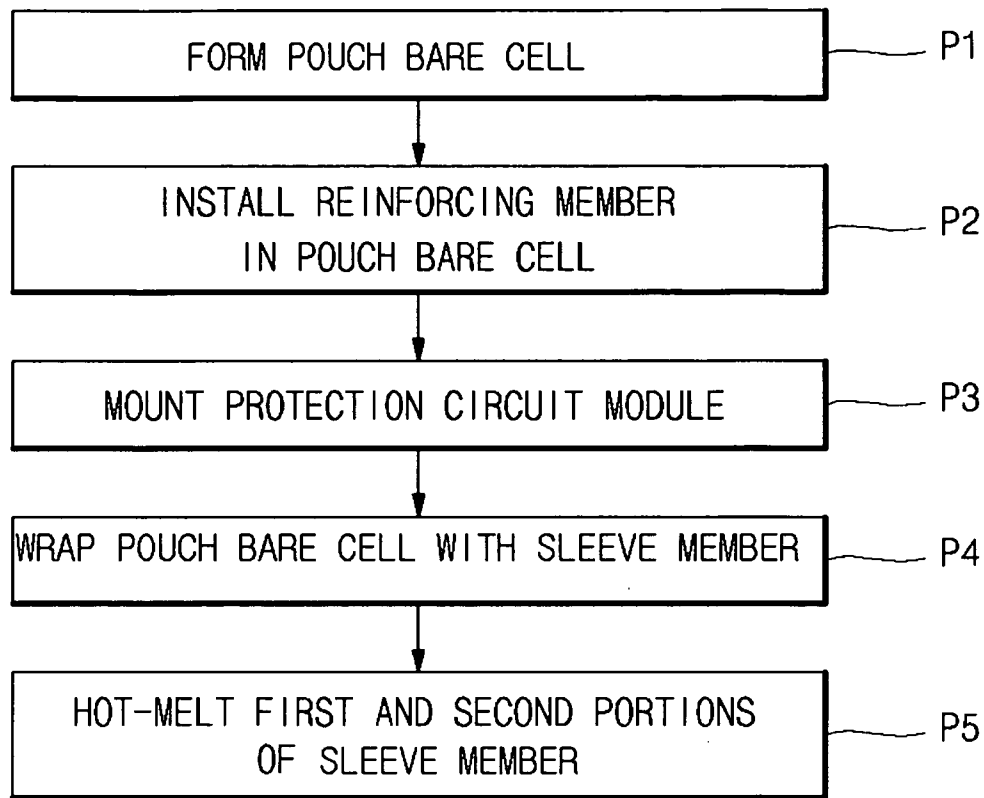 FORM POUCH BARE CELL
P1
INSTALL REINFORCING MEMBER
IN POUCH BARE CELL
P2
MOUNT PROTECTION CIRCUIT MODULE
P3
WRAP POUCH BARE CELL WITH SLEEVE MEMBER
P4
HOT-MELT FIRST AND SECOND PORTIONS
OF SLEEVE MEMBER
P5